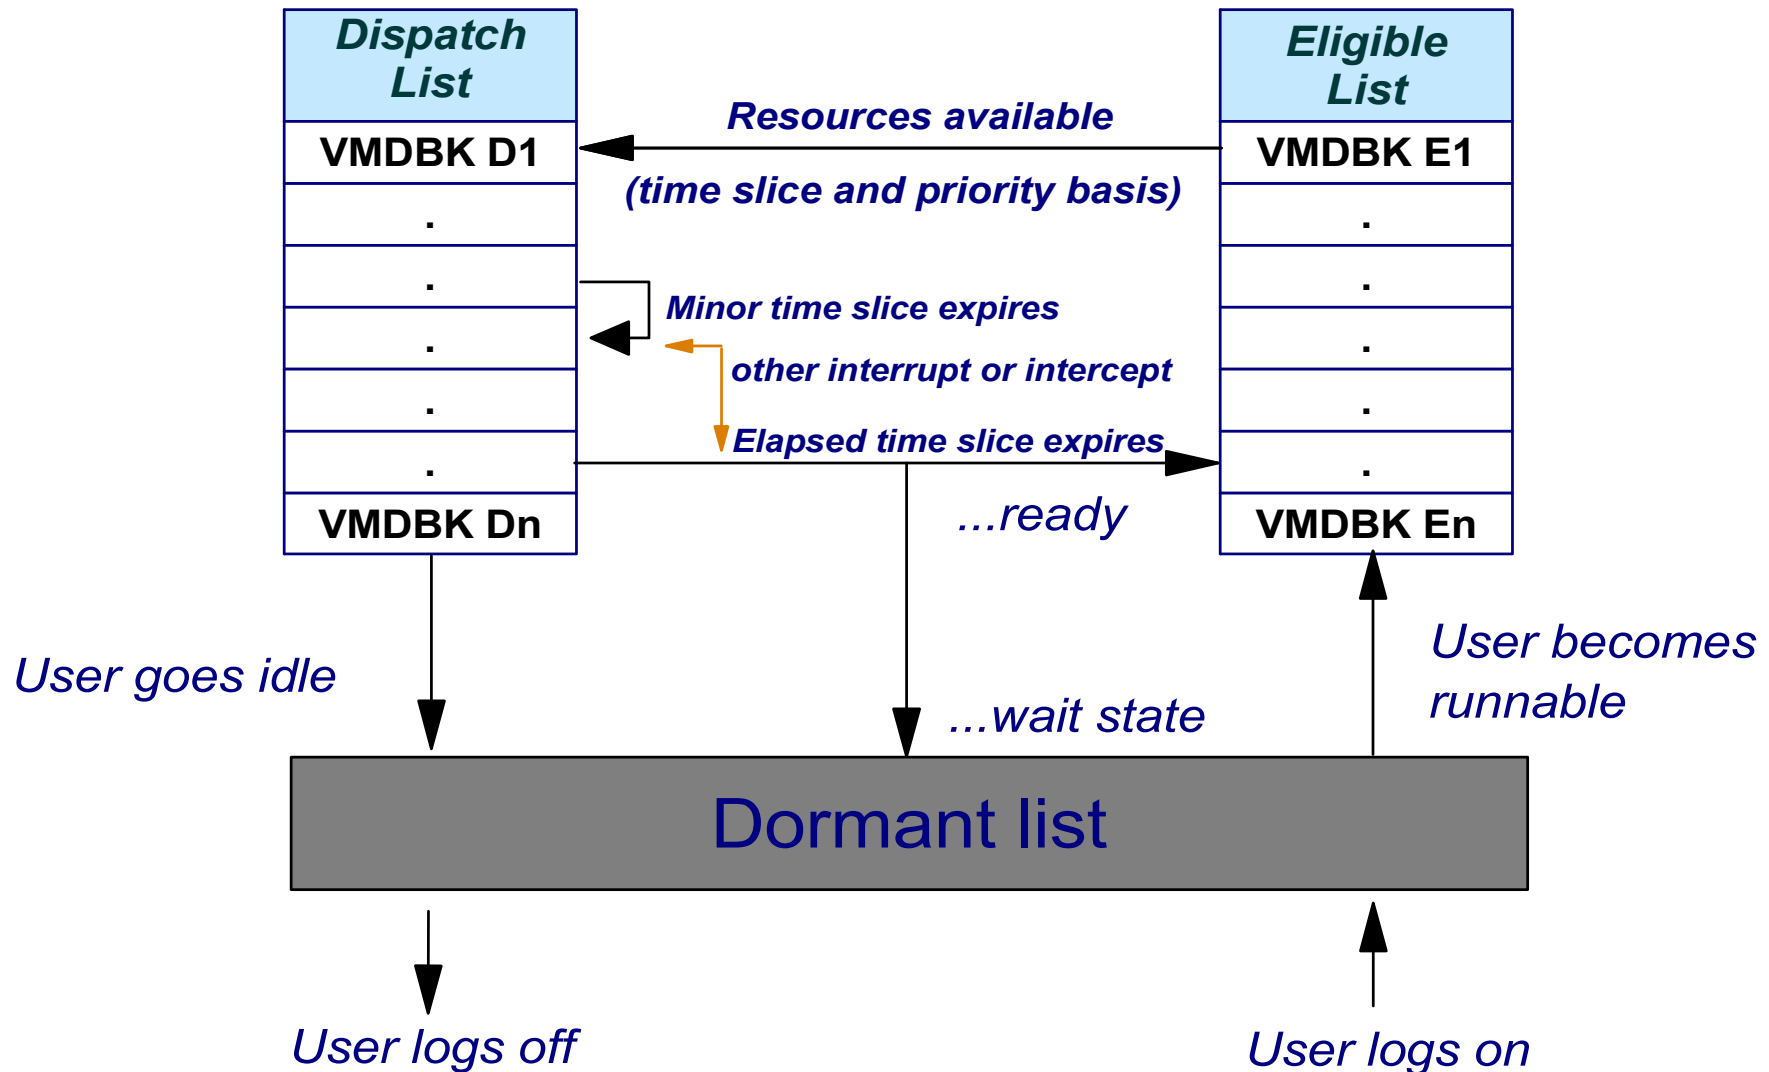 Dispatch
List
VMDBK D1
.
.
.
.
.
VMDBK Dn
Eligible
List
VMDBK E1
.
.
.
.
.
VMDBK En
Resources available
(time slice and priority basis)
Minor time slice expires
other interrupt or intercept
Elapsed time slice expires
...ready
...wait state
User goes idle
User becomes
runnable
Dormant list
User logs off
User logs on